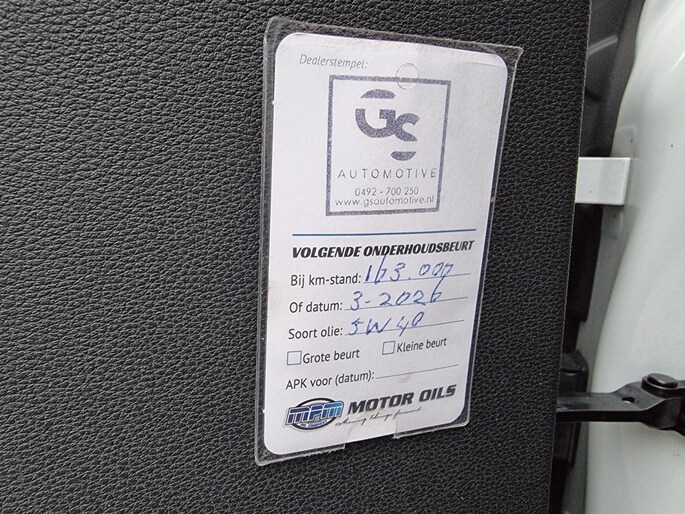 Dealerstempel:
GS
AUTOMOTIVE
0492 - 700 250
www.gsautomotive.nl
VOLGENDE ONDERHOUDSBEURT
Bij km-stand: 163.000
Of datum: 3-2026
Soort olie: 5W40
Grote beurt Kleine beurt
APK voor (datum):
MPM MOTOR OILS